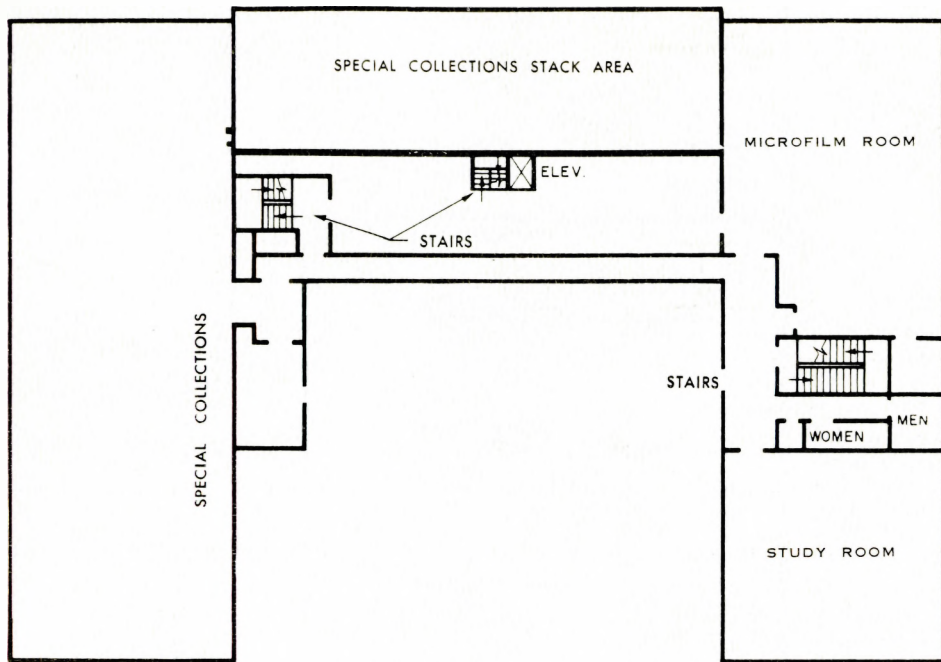 SPECIAL COLLECTIONS STACK AREA
MICROFILM ROOM
ELEV.
STAIRS
SPECIAL COLLECTIONS
STAIRS
MEN
WOMEN
STUDY ROOM